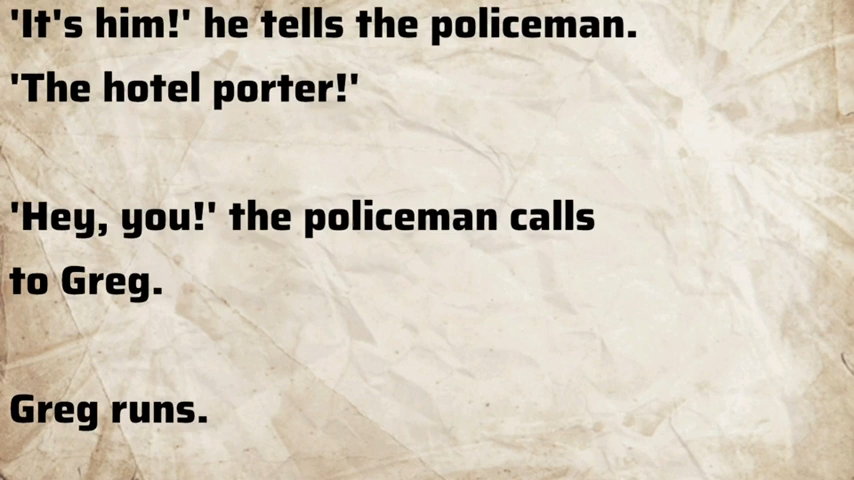 'It's him!' he tells the policeman.
'The hotel porter!'
'Hey, you!' the policeman calls
to Greg.
Greg runs.